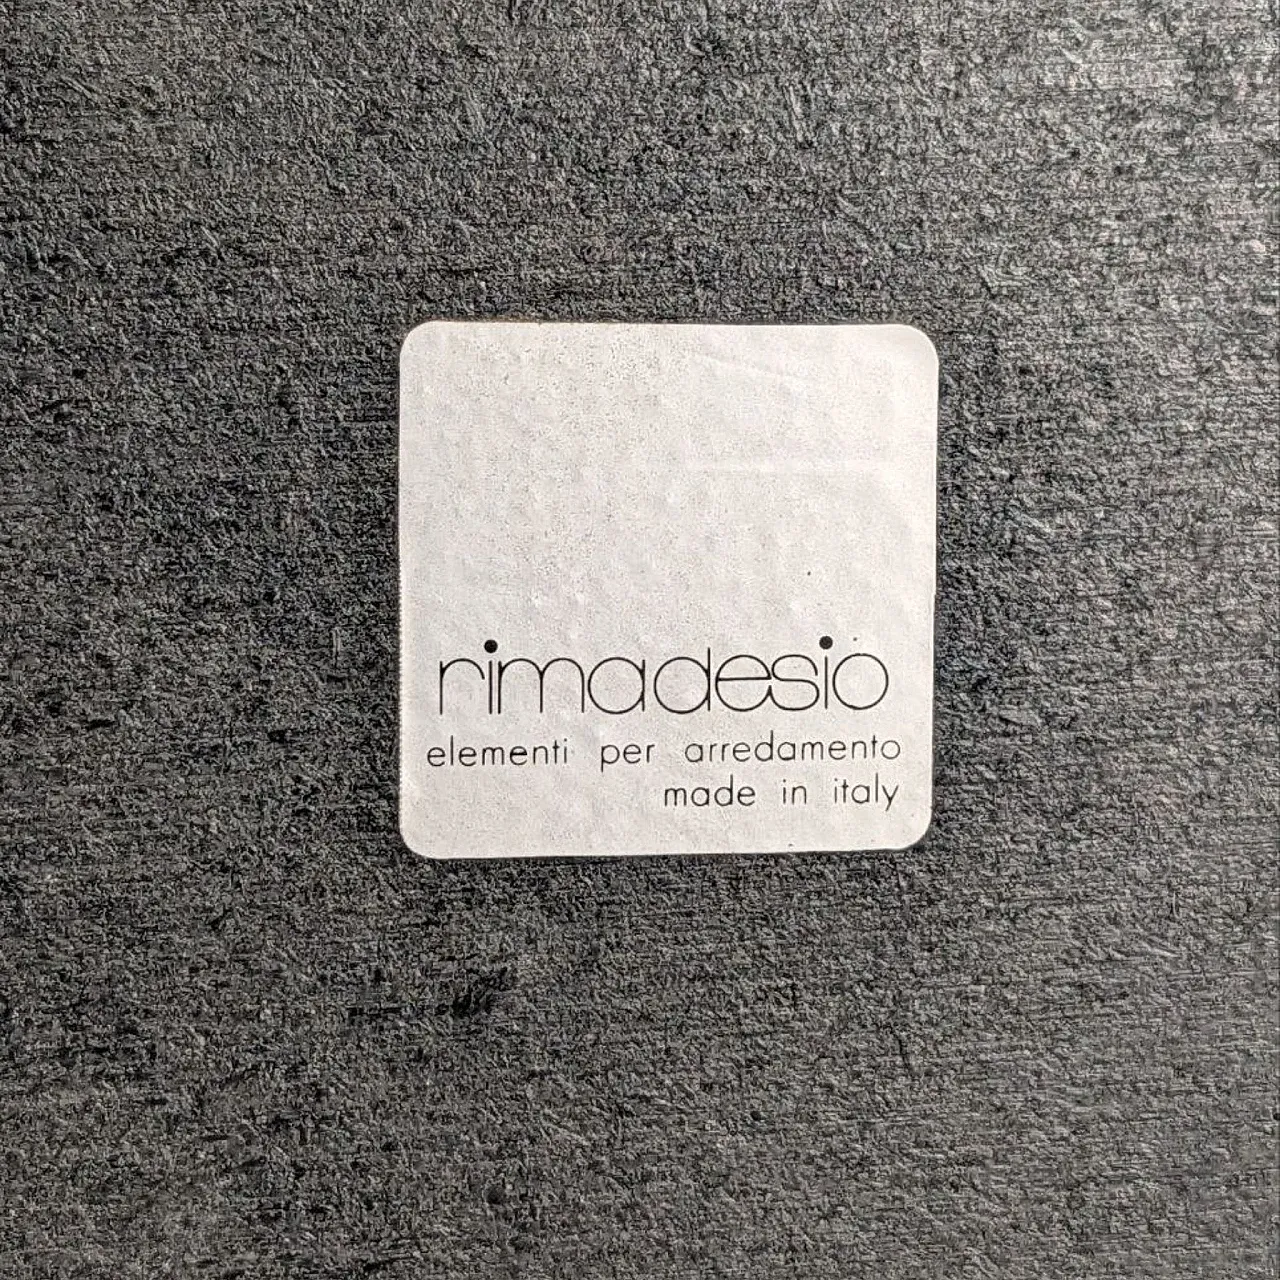 rimadesio
elementi per arredamento
made in italy